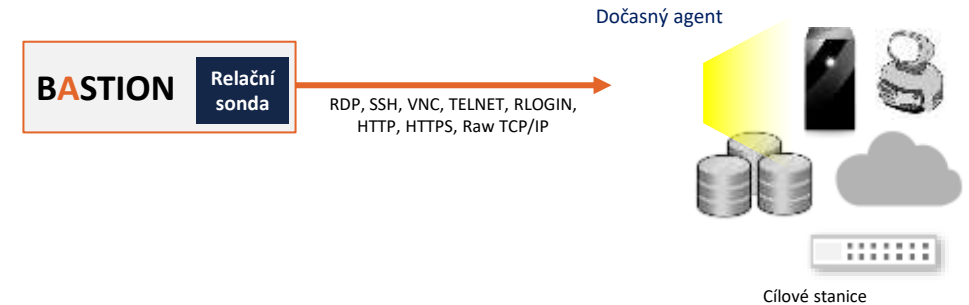 Dočasný agent
BASTION
Relační
sonda
RDP, SSH, VNC, TELNET, RLOGIN,
HTTP, HTTPS, Raw TCP/IP
Cílové stanice